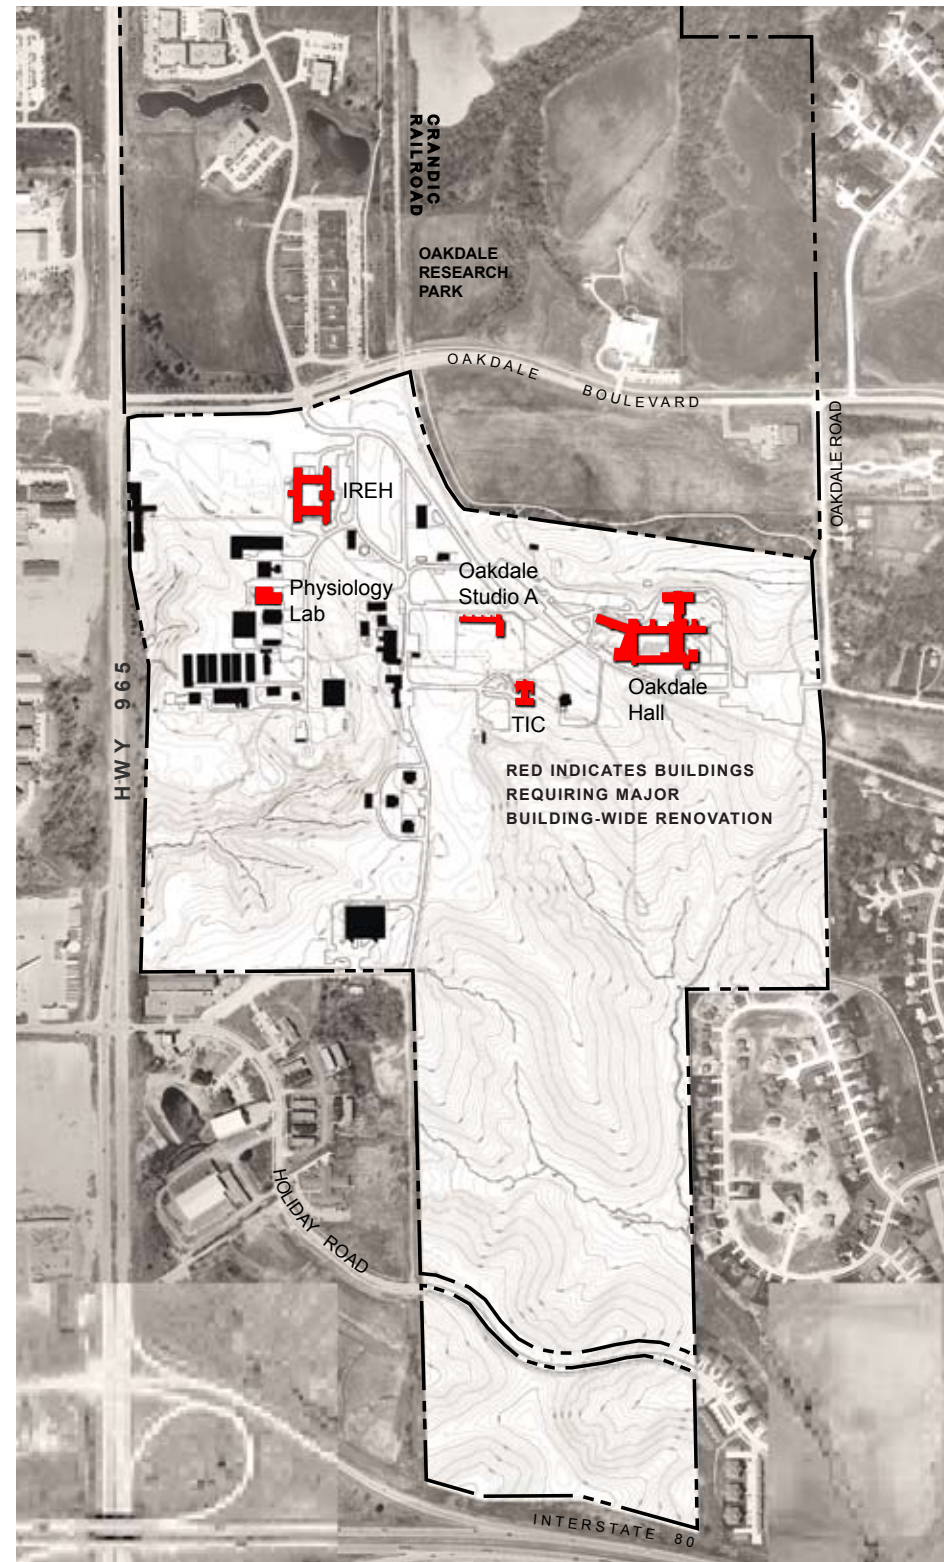 CRANDIC
RAILROAD
OAKDALE
RESEARCH
PARK
OAKDALE BOULEVARD
OAKDALE ROAD
IREH
Physiology
Lab
Oakdale
Studio A
Oakdale
Hall
TIC
HWY 965
RED INDICATES BUILDINGS
REQUIRING MAJOR
BUILDING-WIDE RENOVATION
HOLIDAY ROAD
INTERSTATE 80